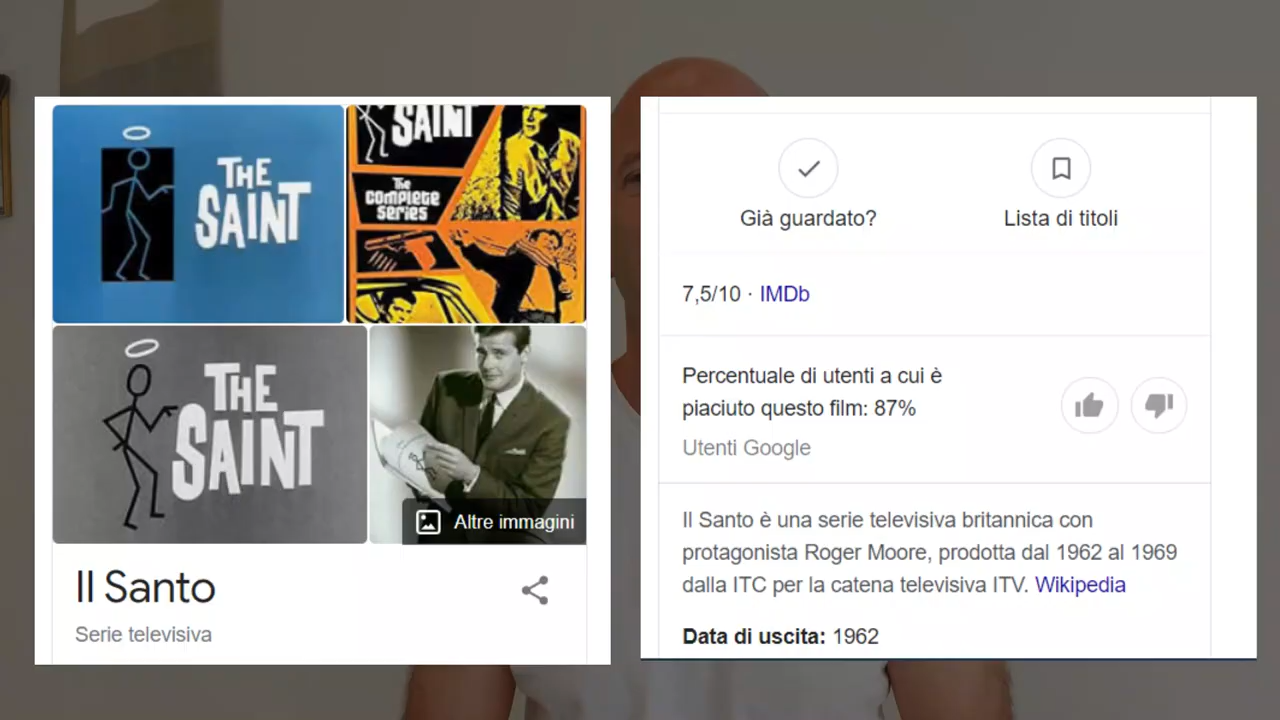 THE
SAINT
SAINT
The
complete
series
THE
SAINT
Altre immagini
Il Santo
Serie televisiva
Già guardato?
Lista di titoli
7,5/10 · IMDb
Percentuale di utenti a cui è
piaciuto questo film: 87%
Utenti Google
Il Santo è una serie televisiva britannica con
protagonista Roger Moore, prodotta dal 1962 al 1969
dalla ITC per la catena televisiva ITV. Wikipedia
Data di uscita: 1962